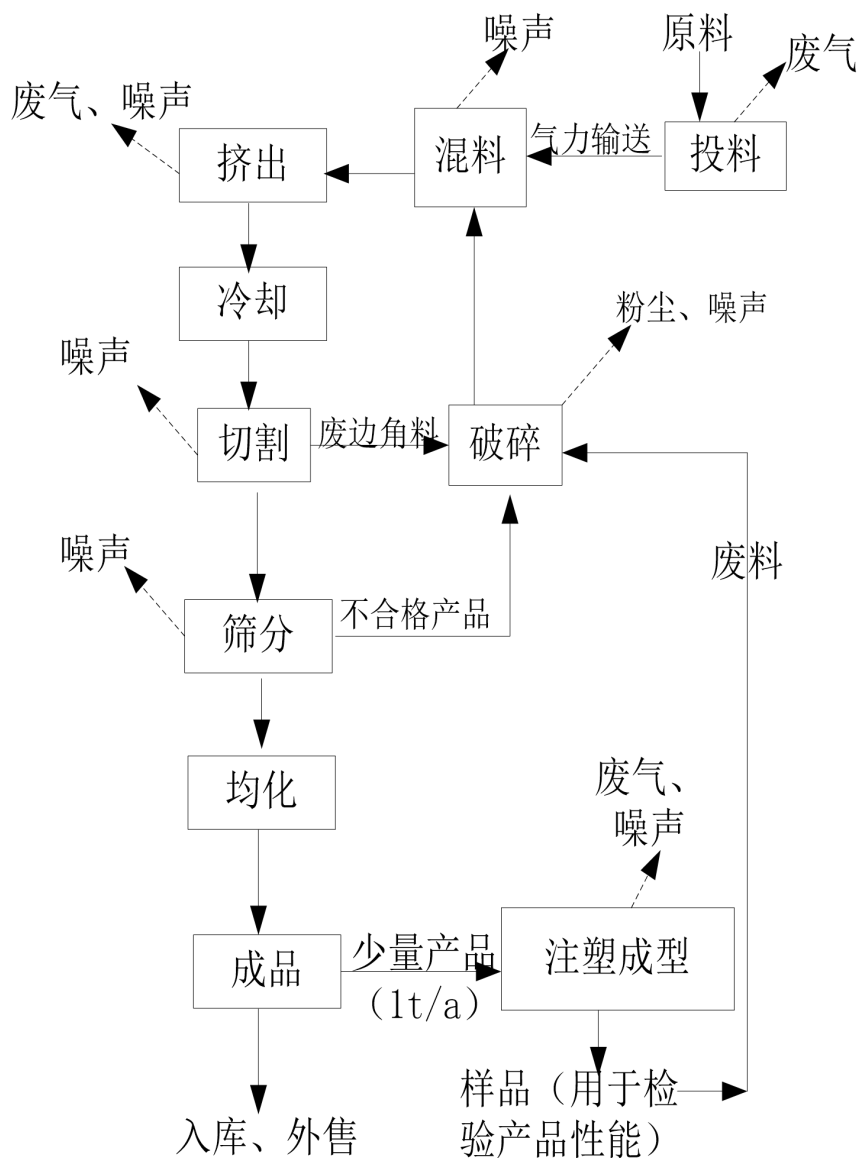 噪声
原料
废气
废气、噪声
挤出
混料
气力输送
投料
冷却
粉尘、噪声
噪声
切割
废边角料
破碎
噪声
废料
筛分
不合格产品
均化
废气、
噪声
成品
少量产品
（1t/a）
注塑成型
样品（用于检
验产品性能）
入库、外售